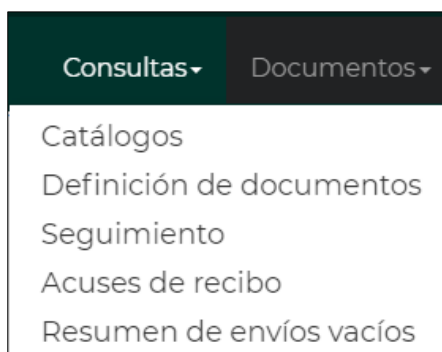 Consultas Documentos
Catálogos
Definición de documentos
Seguimiento
Acuses de recibo
Resumen de envíos vacíos